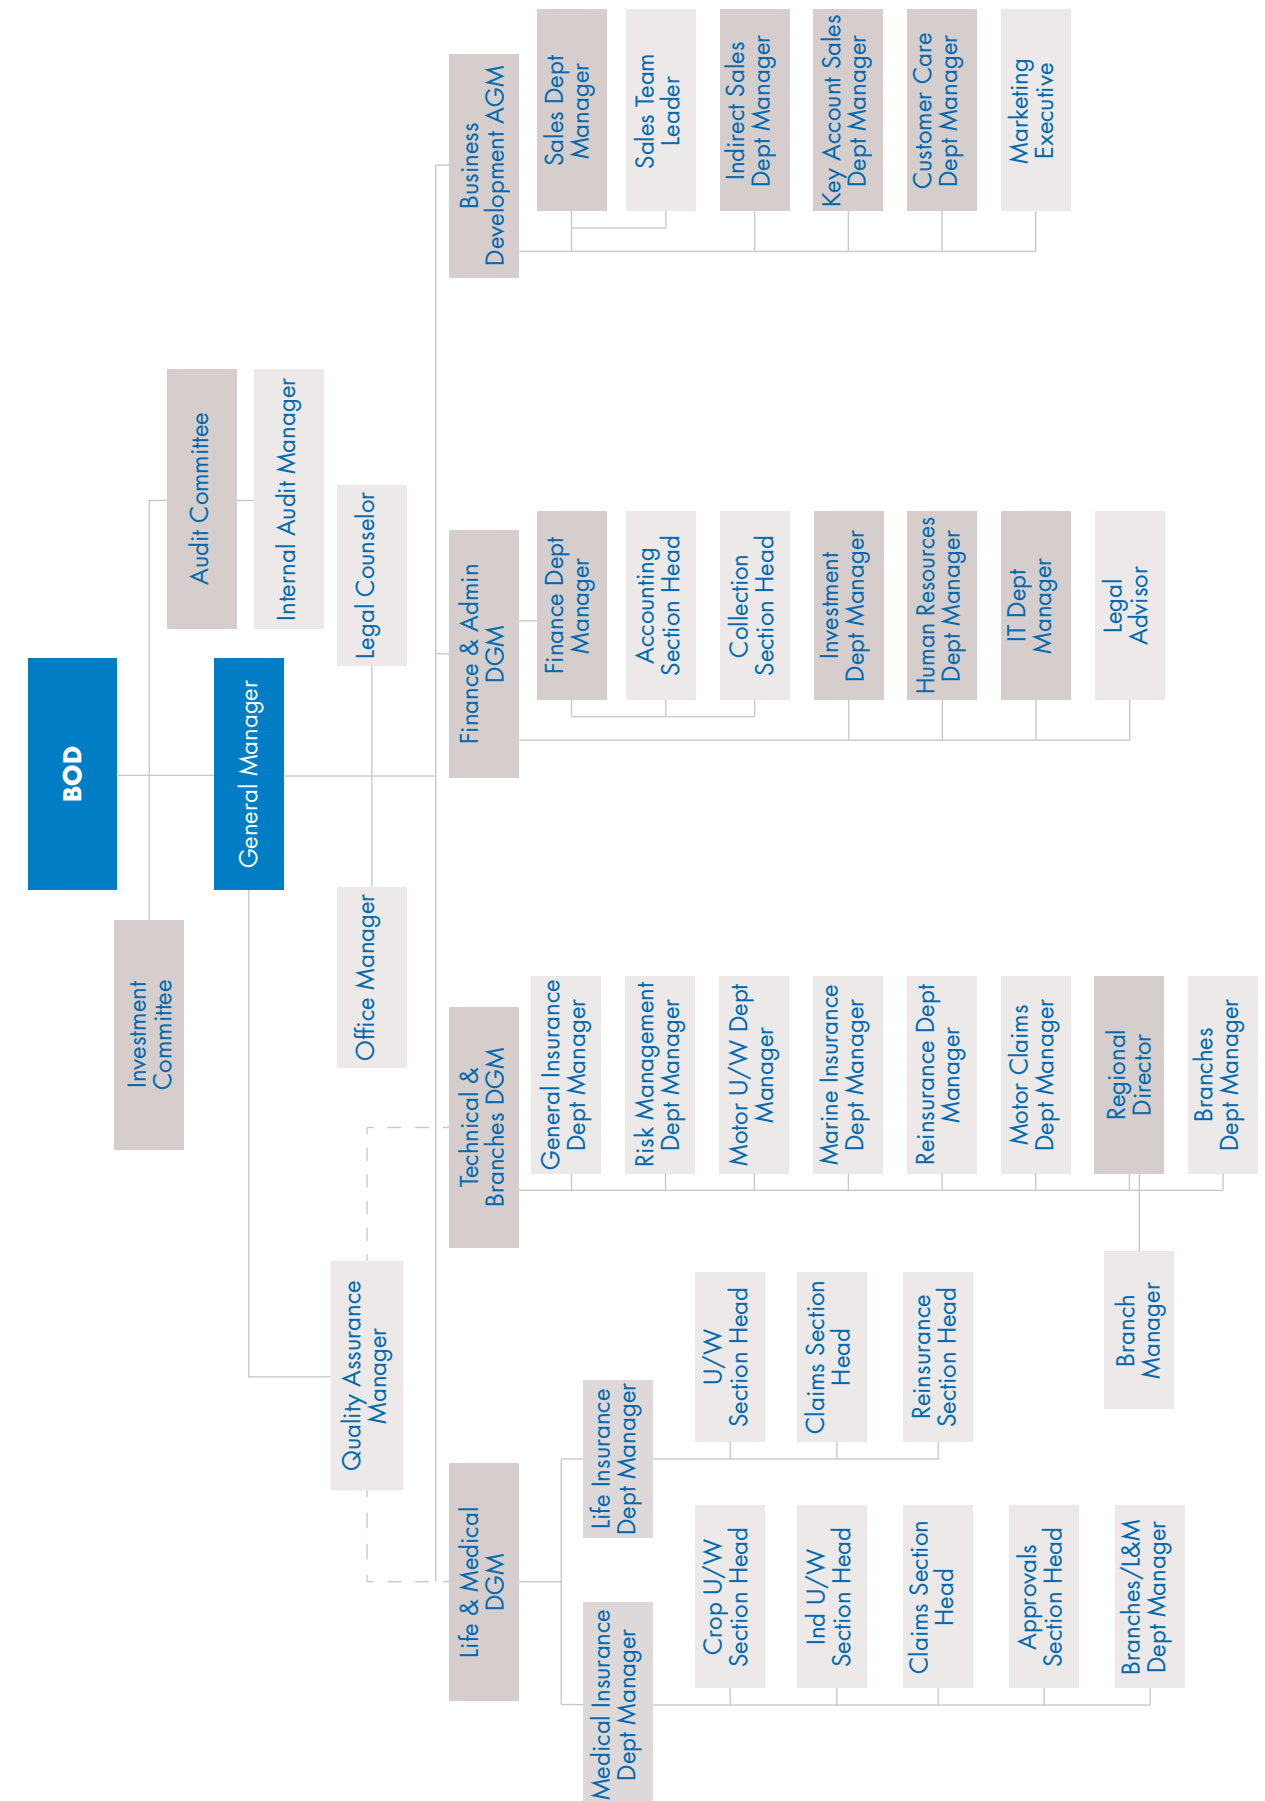 BOD
Investment
Committee
Audit Committee
Internal Audit Manager
General Manager
Quality Assurance
Manager
Office Manager
Legal Counselor
Life & Medical
DGM
Technical &
Branches DGM
Finance & Admin
DGM
Business
Development AGM
Medical Insurance
Dept Manager
Crop U/W
Section Head
Ind U/W
Section Head
Claims Section
Head
Approvals
Section Head
Branches/L&M
Dept Manager
Life Insurance
Dept Manager
U/W
Section Head
Claims Section
Head
Reinsurance
Section Head
General Insurance
Dept Manager
Risk Management
Dept Manager
Motor U/W Dept
Manager
Marine Insurance
Dept Manager
Reinsurance Dept
Manager
Motor Claims
Dept Manager
Regional
Director
Branch
Manager
Branches
Dept Manager
Finance Dept
Manager
Accounting
Section Head
Collection
Section Head
Investment
Dept Manager
Human Resources
Dept Manager
IT Dept
Manager
Legal
Advisor
Sales Dept
Manager
Sales Team
Leader
Indirect Sales
Dept Manager
Key Account Sales
Dept Manager
Customer Care
Dept Manager
Marketing
Executive